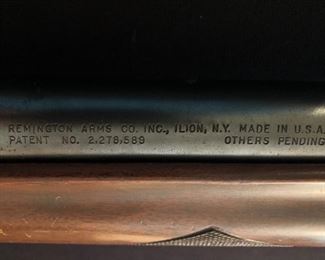 REMINGTON ARMS CO. INC., ILION, N.Y. MADE IN U.S.A.
PATENT NO. 2,278,589 OTHERS PENDING